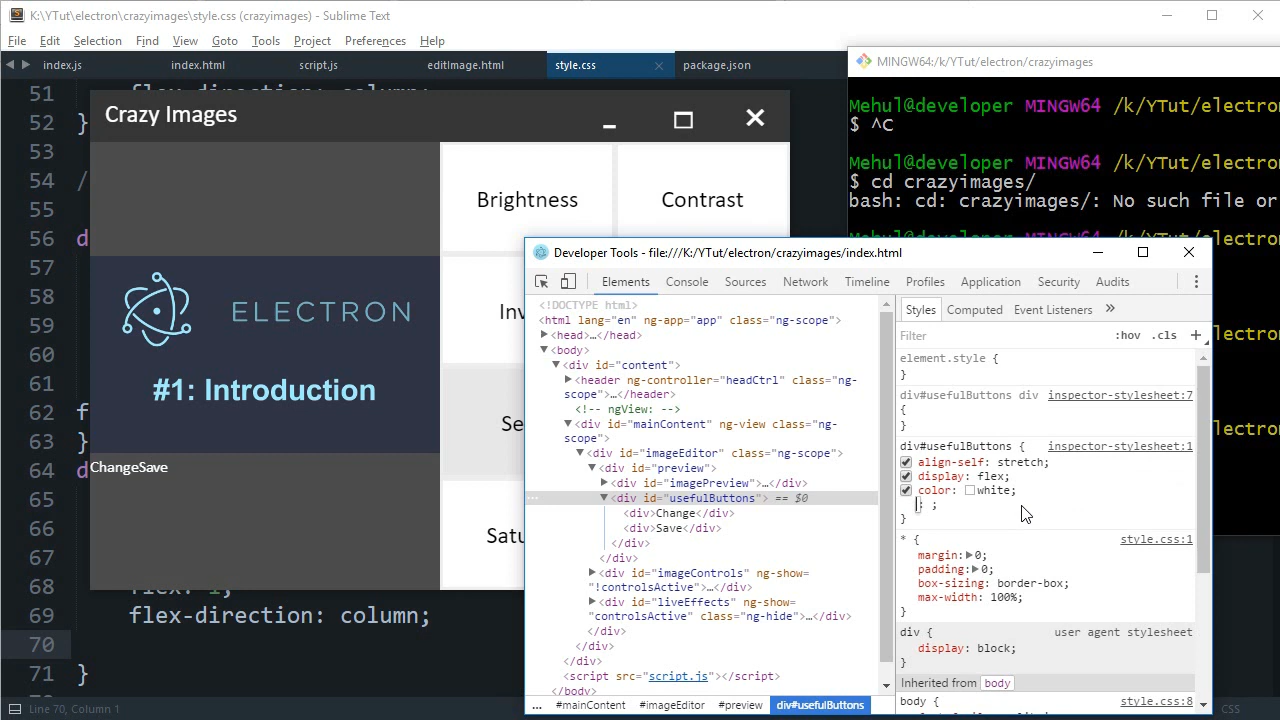 K:\YTut\electron\crazyimages\style.css (crazyimages) - Sublime Text
File Edit Selection Find View Goto Tools Project Preferences Help
index.js index.html script.js editImage.html style.css package.json
MINGW64:/k/YTut/electron/crazyimages
51 flex-direction: column;
52 }
53
54 /
55
56 d
57
58
59
60
61
62 f
63 }
64 d
65
66
67
68 flex: 1;
69 flex-direction: column;
70
71 }
Mehul@developer MINGW64 /k/YTut/electron
$ ^C
Mehul@developer MINGW64 /k/YTut/electron
$ cd crazyimages/
bash: cd: crazyimages/: No such file or
Crazy Images
Brightness
Contrast
Inv
Se
Satu
ELECTRON
#1: Introduction
ChangeSave
Developer Tools - file:///K:/YTut/electron/crazyimages/index.html
Elements Console Sources Network Timeline Profiles Application Security Audits
<!DOCTYPE html>
<html lang="en" ng-app="app" class="ng-scope">
<head>…</head>
<body>
<div id="content">
<header ng-controller="headCtrl" class="ng-
scope">…</header>
<!-- ngView: -->
<div id="mainContent" ng-view class="ng-
scope">
<div id="imageEditor" class="ng-scope">
<div id="preview">
<div id="imagePreview">…</div>
… <div id="usefulButtons"> == $0
<div>Change</div>
<div>Save</div>
</div>
</div>
<div id="imageControls" ng-show=
"!controlsActive">…</div>
<div id="liveEffects" ng-show=
"controlsActive" class="ng-hide">…</div>
</div>
</div>
</div>
<script src="script.js"></script>
</body>
... #mainContent #imageEditor #preview div#usefulButtons
Styles Computed Event Listeners »
Filter :hov .cls +
element.style {
}
div#usefulButtons div inspector-stylesheet:7
{
}
div#usefulButtons { inspector-stylesheet:1
align-self: stretch;
display: flex;
color: white;
: ;
}
* { style.css:1
margin: 0;
padding: 0;
box-sizing: border-box;
max-width: 100%;
}
div { user agent stylesheet
display: block;
}
Inherited from body
body { style.css:8
Line 70, Column 1
CSS